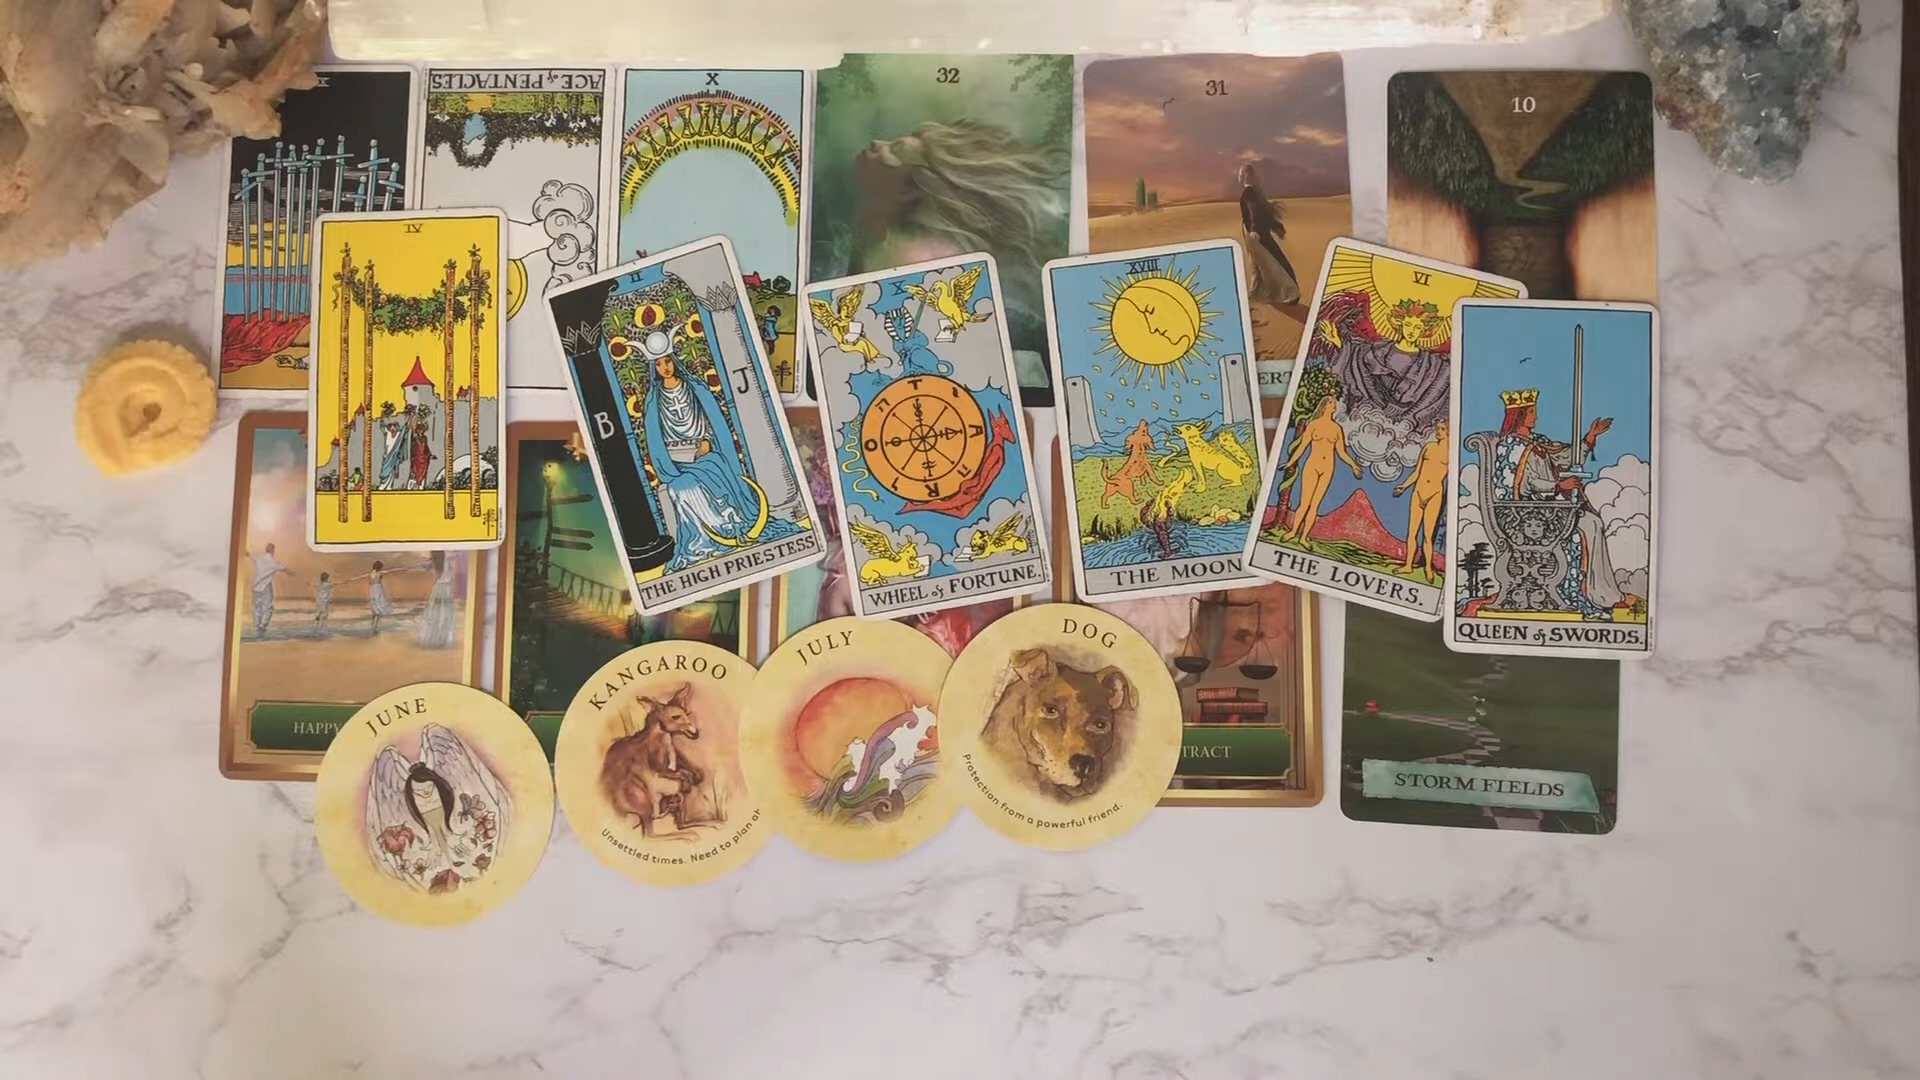 X
ACE of PENTACLES
X
32
31
10
IV
II
B
J
X
T
A
R
O
XVIII
VI
THE HIGH PRIESTESS
WHEEL of FORTUNE.
THE MOON
THE LOVERS.
QUEEN of SWORDS.
HAPPY
TRACT
STORM FIELDS
JUNE
KANGAROO
Unsettled times. Need to plan
JULY
DOG
Protection from a powerful friend.